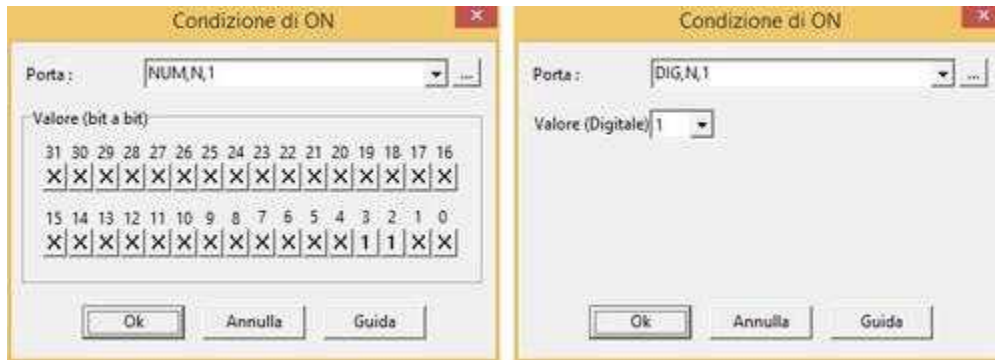 Condizione di ON
Porta : NUM,N,1 ...
Valore (bit a bit)
31 30 29 28 27 26 25 24 23 22 21 20 19 18 17 16
X X X X X X X X X X X X X X X X
15 14 13 12 11 10 9 8 7 6 5 4 3 2 1 0
X X X X X X X X X X X X 1 1 X X
Ok Annulla Guida
Condizione di ON
Porta : DIG,N,1 ...
Valore (Digitale) 1
Ok Annulla Guida